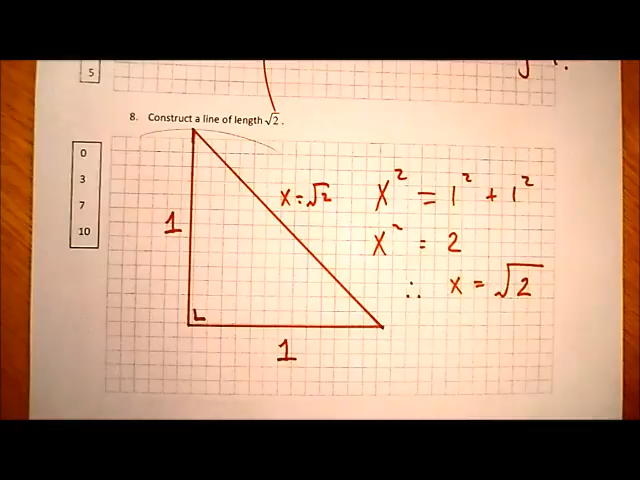 5
8. Construct a line of length √2 .
0
3
7
10
1
x = √2
x² = 1² + 1²
x² = 2
∴ x = √2
1